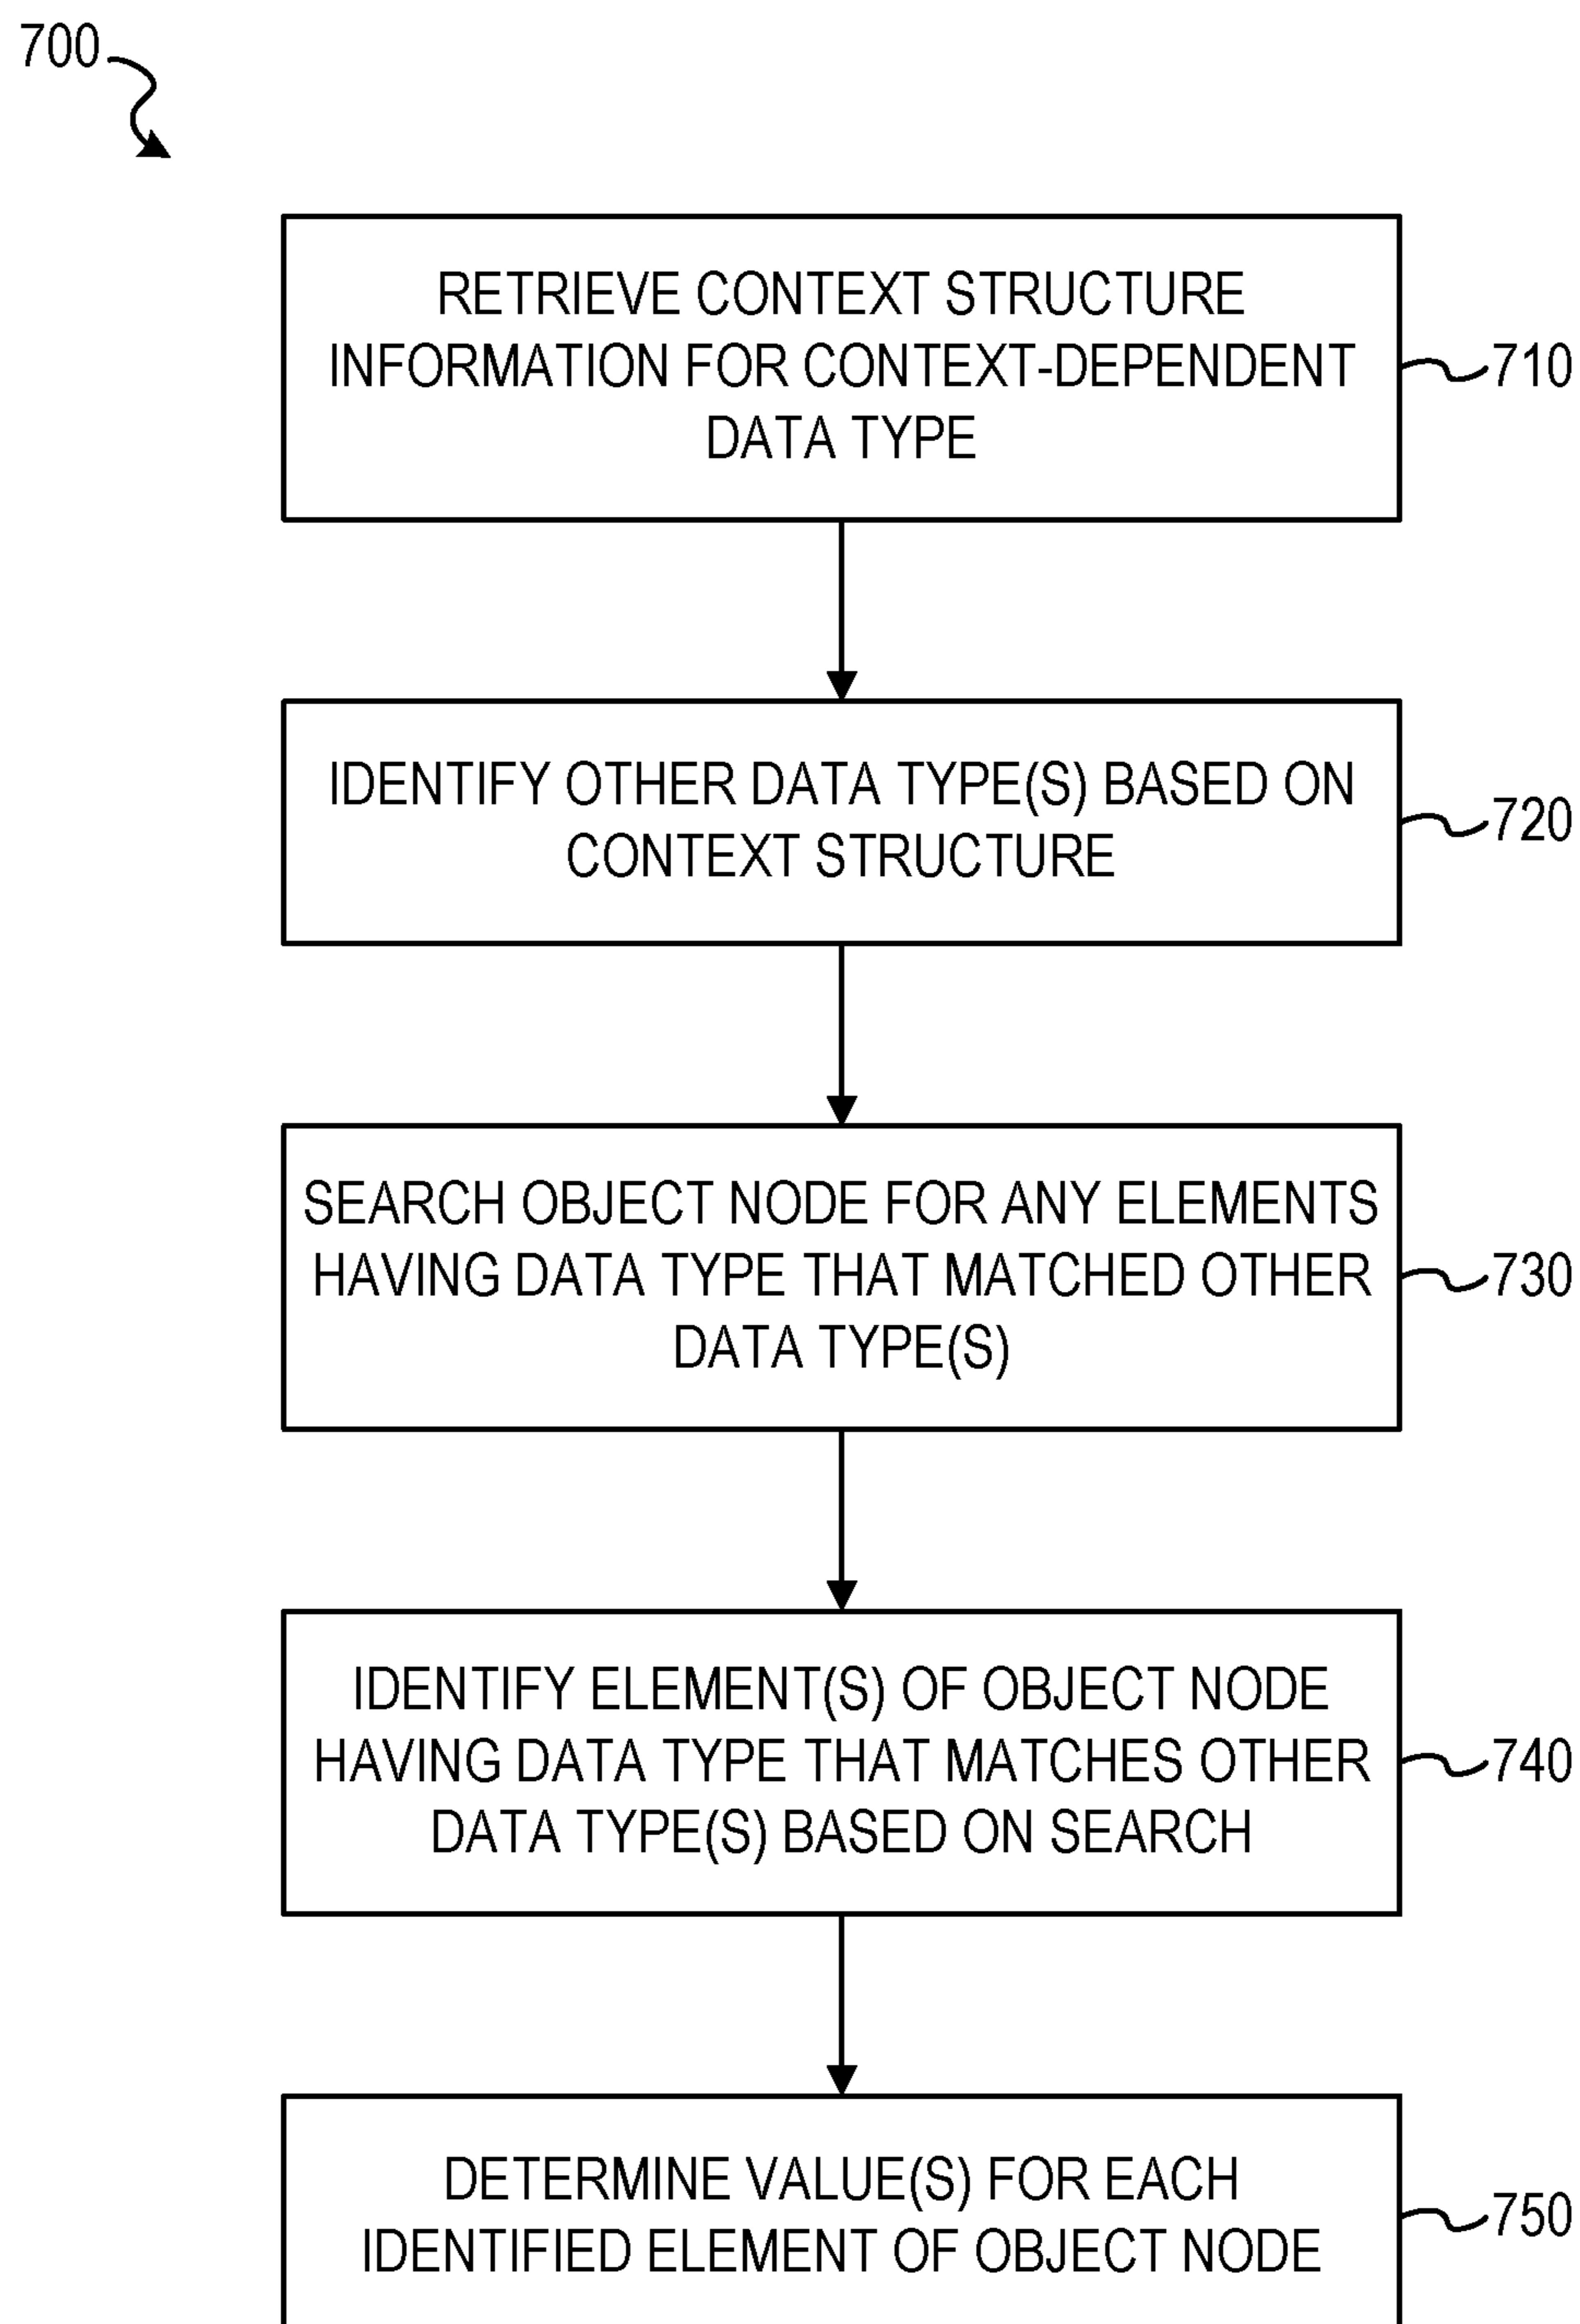 700
RETRIEVE CONTEXT STRUCTURE
INFORMATION FOR CONTEXT-DEPENDENT
DATA TYPE
710
IDENTIFY OTHER DATA TYPE(S) BASED ON
CONTEXT STRUCTURE
720
SEARCH OBJECT NODE FOR ANY ELEMENTS
HAVING DATA TYPE THAT MATCHED OTHER
DATA TYPE(S)
730
IDENTIFY ELEMENT(S) OF OBJECT NODE
HAVING DATA TYPE THAT MATCHES OTHER
DATA TYPE(S) BASED ON SEARCH
740
DETERMINE VALUE(S) FOR EACH
IDENTIFIED ELEMENT OF OBJECT NODE
750